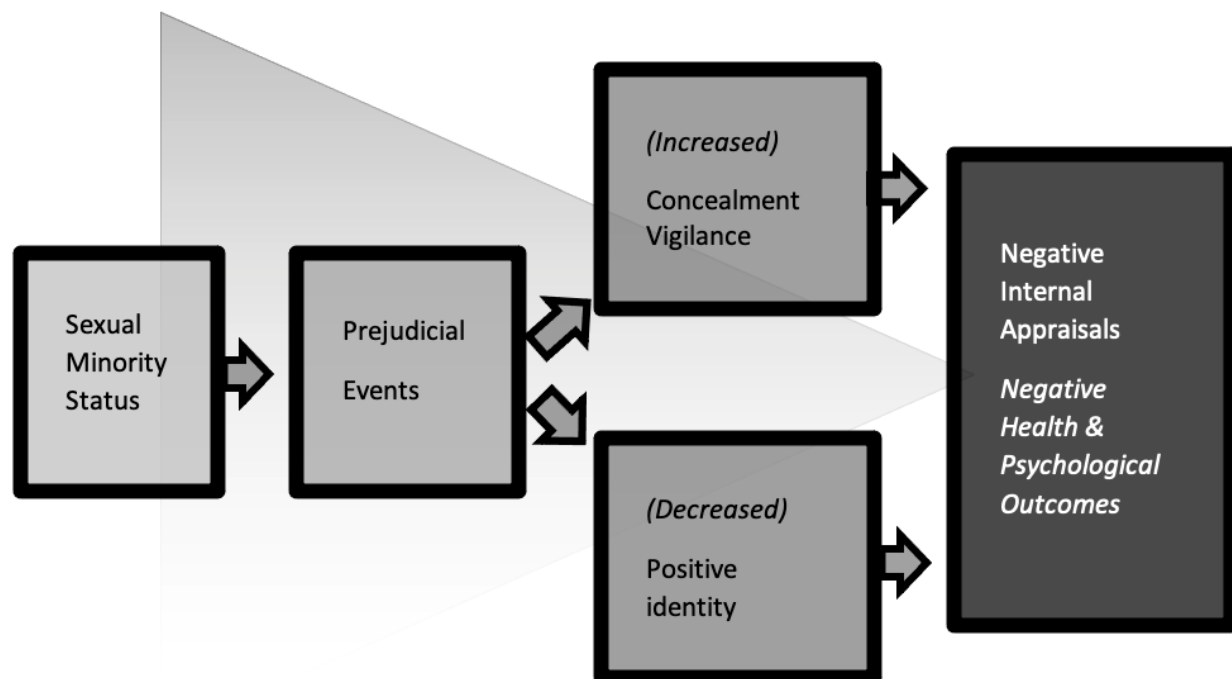 Sexual
Minority
Status
Prejudicial
Events
(Increased)
Concealment
Vigilance
(Decreased)
Positive
identity
Negative
Internal
Appraisals
Negative
Health &
Psychological
Outcomes